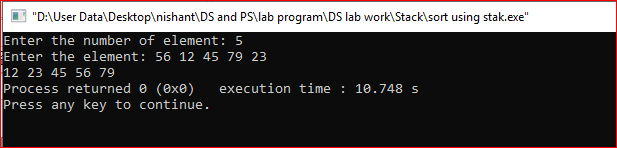 "D:\User Data\Desktop\nishant\DS and PS\lab program\DS lab work\Stack\sort using stak.exe"
Enter the number of element: 5
Enter the element: 56 12 45 79 23
12 23 45 56 79
Process returned 0 (0x0)   execution time : 10.748 s
Press any key to continue.